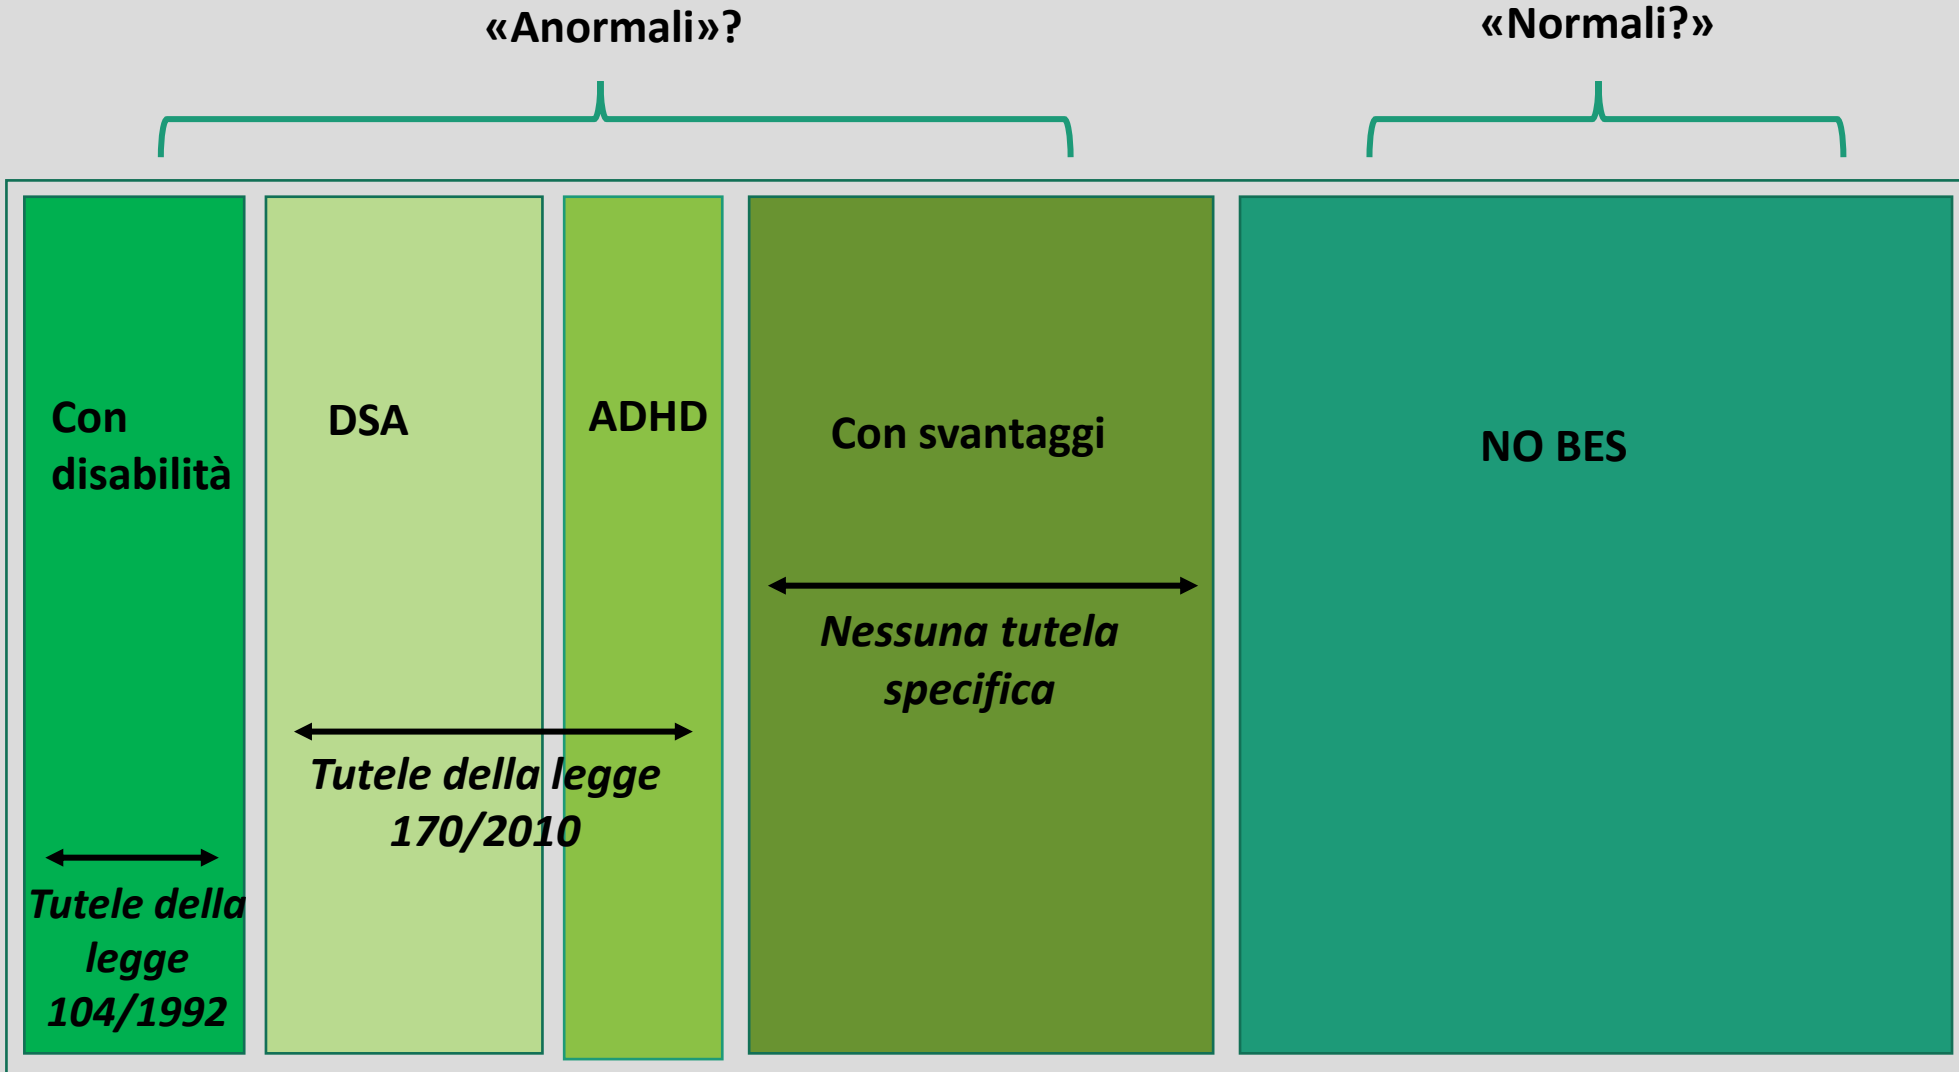 «Anormali»?
«Normali?»
Con
disabilità
DSA
ADHD
Con svantaggi
NO BES
Nessuna tutela
specifica
Tutele della legge
170/2010
Tutele della
legge
104/1992